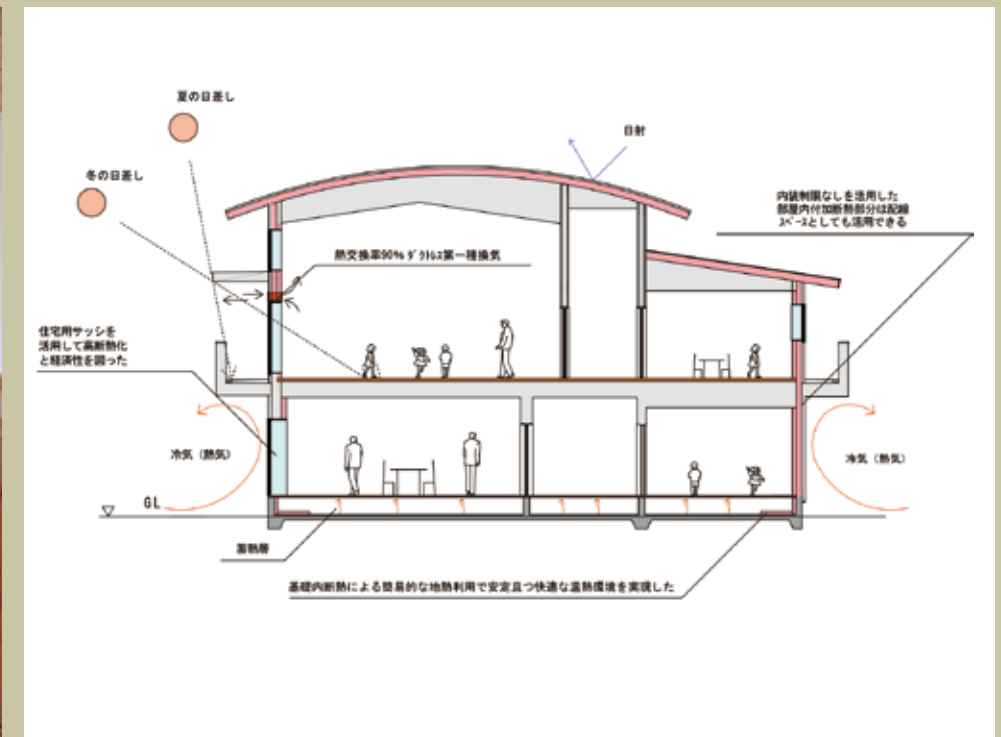 夏の日差し
日射
冬の日差し
内装制限なしを活用した
部屋内付加断熱部分は配線
スペースとしても活用できる
熱交換率90% ダクトレス第一種換気
住宅用サッシを
活用して高断熱化
と経済性を図った
冷気（熱気）
冷気（熱気）
GL
蓄熱層
基礎内断熱による簡易的な地熱利用で安定且つ快適な温熱環境を実現した